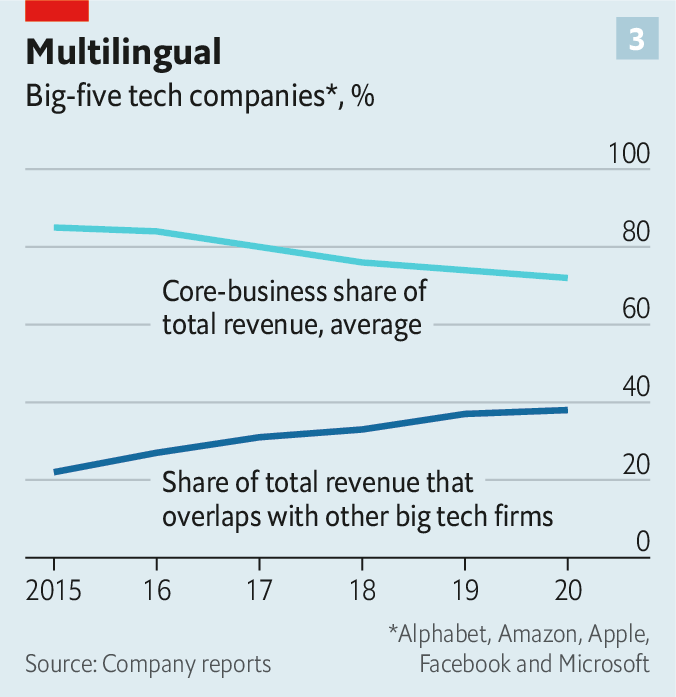 Multilingual
3
Big-five tech companies*, %
100
80
Core-business share of
total revenue, average
60
40
20
Share of total revenue that
overlaps with other big tech firms
0
2015 16 17 18 19 20
*Alphabet, Amazon, Apple,
Facebook and Microsoft
Source: Company reports